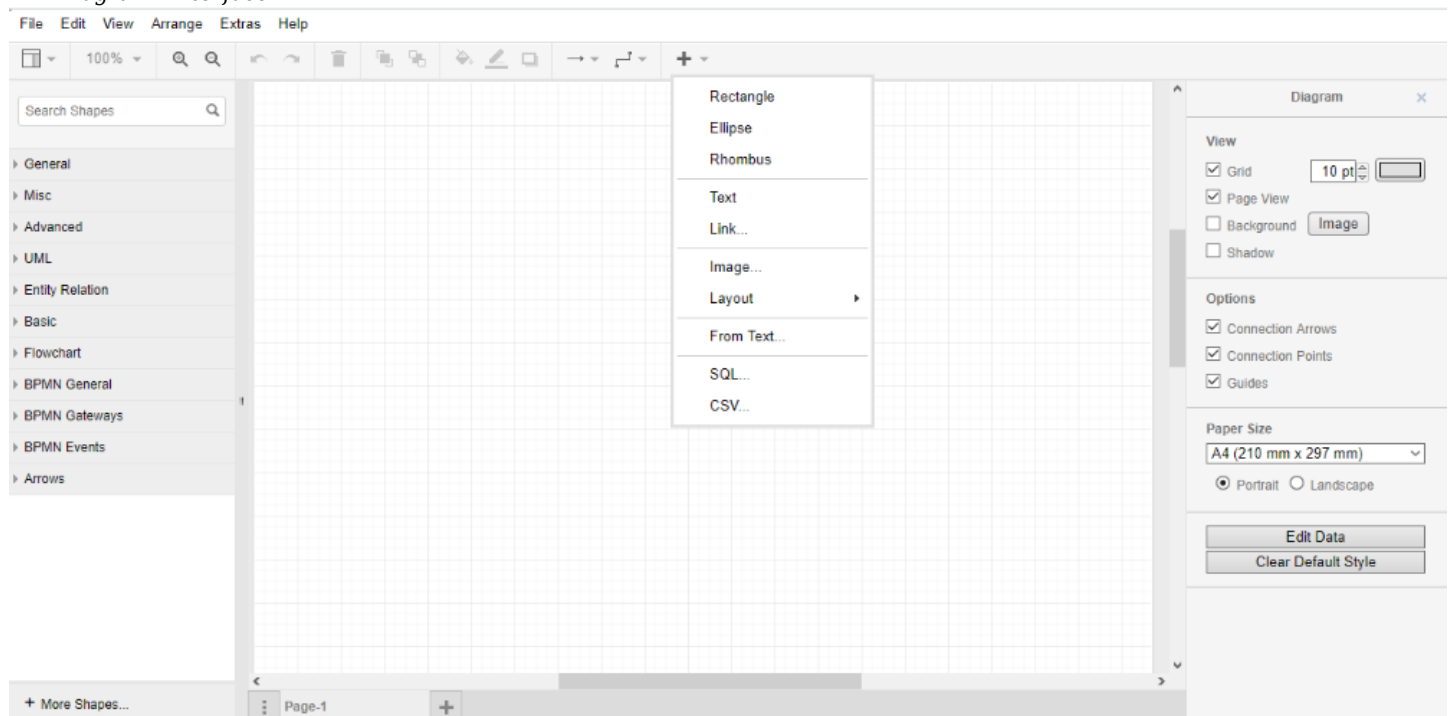 File Edit View Arrange Extras Help
100%
Search Shapes
General
Misc
Advanced
UML
Entity Relation
Basic
Flowchart
BPMN General
BPMN Gateways
BPMN Events
Arrows
+ More Shapes...
Rectangle
Ellipse
Rhombus
Text
Link...
Image...
Layout
From Text...
SQL...
CSV...
Page-1
Diagram
View
Grid 10 pt
Page View
Background Image
Shadow
Options
Connection Arrows
Connection Points
Guides
Paper Size
A4 (210 mm x 297 mm)
Portrait Landscape
Edit Data
Clear Default Style